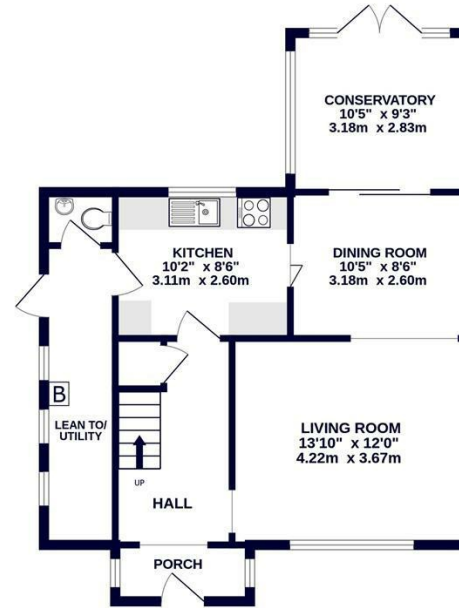 CONSERVATORY
10'5" x 9'3"
3.18m x 2.83m
KITCHEN
10'2" x 8'6"
3.11m x 2.60m
DINING ROOM
10'5" x 8'6"
3.18m x 2.60m
B
LEAN TO/
UTILITY
LIVING ROOM
13'10" x 12'0"
4.22m x 3.67m
UP
HALL
PORCH